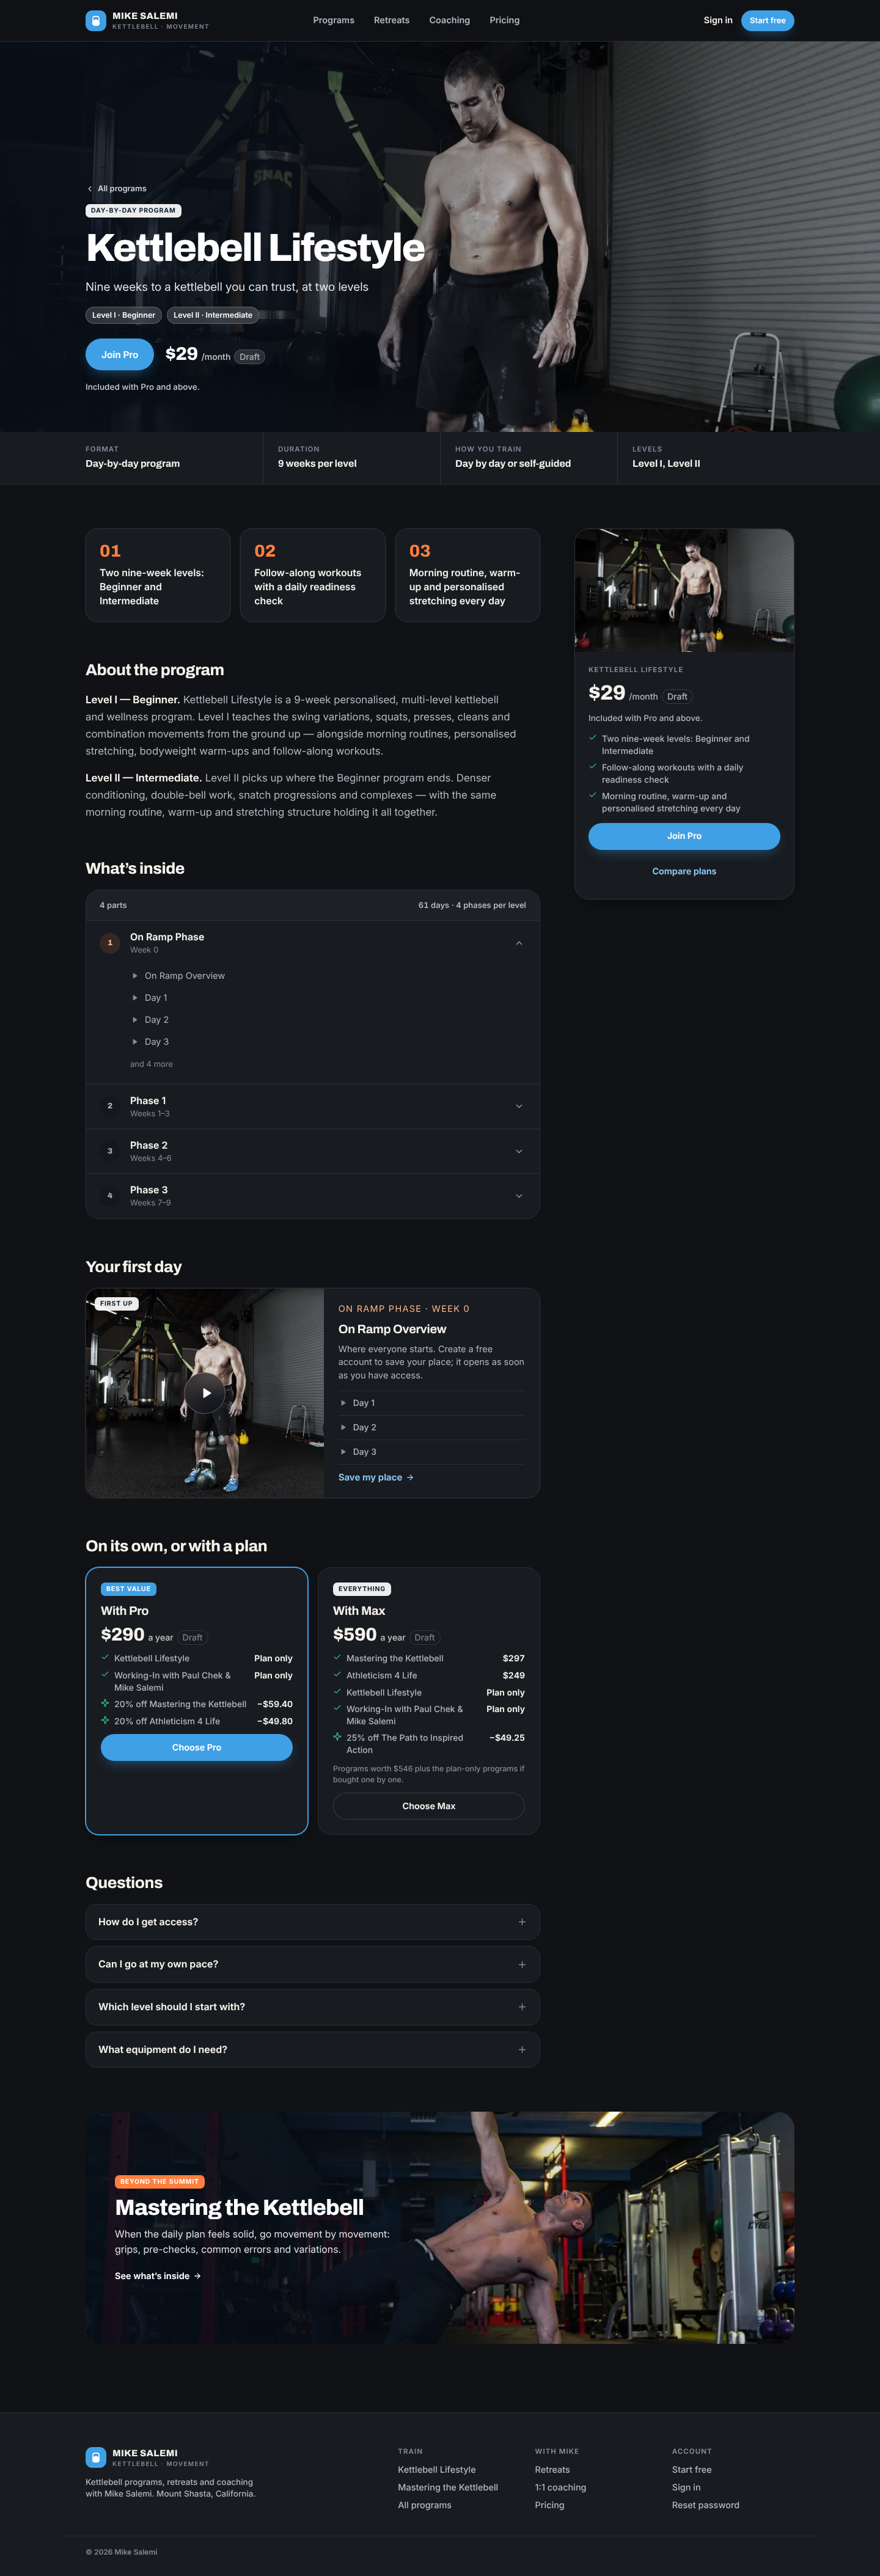 MIKE SALEMI
KETTLEBELL · MOVEMENT
Programs
Retreats
Coaching
Pricing
Sign in
Start free
SNAC
All programs
DAY-BY-DAY PROGRAM
Kettlebell Lifestyle
Nine weeks to a kettlebell you can trust, at two levels
Level I · Beginner
Level II · Intermediate
Join Pro
$29 /month Draft
Included with Pro and above.
FORMAT
Day-by-day program
DURATION
9 weeks per level
HOW YOU TRAIN
Day by day or self-guided
LEVELS
Level I, Level II
01
Two nine-week levels:
Beginner and
Intermediate
02
Follow-along workouts
with a daily readiness
check
03
Morning routine, warm-
up and personalised
stretching every day
KETTLEBELL LIFESTYLE
$29 /month Draft
Included with Pro and above.
Two nine-week levels: Beginner and
Intermediate
Follow-along workouts with a daily
readiness check
Morning routine, warm-up and
personalised stretching every day
Join Pro
Compare plans
About the program
Level I — Beginner. Kettlebell Lifestyle is a 9-week personalised, multi-level kettlebell
and wellness program. Level I teaches the swing variations, squats, presses, cleans and
combination movements from the ground up — alongside morning routines, personalised
stretching, bodyweight warm-ups and follow-along workouts.
Level II — Intermediate. Level II picks up where the Beginner program ends. Denser
conditioning, double-bell work, snatch progressions and complexes — with the same
morning routine, warm-up and stretching structure holding it all together.
What's inside
4 parts
61 days · 4 phases per level
1
On Ramp Phase
Week 0
On Ramp Overview
Day 1
Day 2
Day 3
and 4 more
2
Phase 1
Weeks 1–3
3
Phase 2
Weeks 4–6
4
Phase 3
Weeks 7–9
Your first day
FIRST UP
ON RAMP PHASE · WEEK 0
On Ramp Overview
Where everyone starts. Create a free
account to save your place; it opens as soon
as you have access.
Day 1
Day 2
Day 3
Save my place →
On its own, or with a plan
BEST VALUE
With Pro
$290 a year Draft
Kettlebell Lifestyle Plan only
Working-In with Paul Chek & Plan only
Mike Salemi
20% off Mastering the Kettlebell −$59.40
20% off Athleticism 4 Life −$49.80
Choose Pro
EVERYTHING
With Max
$590 a year Draft
Mastering the Kettlebell $297
Athleticism 4 Life $249
Kettlebell Lifestyle Plan only
Working-In with Paul Chek & Plan only
Mike Salemi
25% off The Path to Inspired −$49.25
Action
Programs worth $546 plus the plan-only programs if
bought one by one.
Choose Max
Questions
How do I get access?
Can I go at my own pace?
Which level should I start with?
What equipment do I need?
BEYOND THE SUMMIT
Mastering the Kettlebell
When the daily plan feels solid, go movement by movement:
grips, pre-checks, common errors and variations.
See what's inside →
MIKE SALEMI
KETTLEBELL · MOVEMENT
Kettlebell programs, retreats and coaching
with Mike Salemi. Mount Shasta, California.
TRAIN
Kettlebell Lifestyle
Mastering the Kettlebell
All programs
WITH MIKE
Retreats
1:1 coaching
Pricing
ACCOUNT
Start free
Sign in
Reset password
© 2026 Mike Salemi